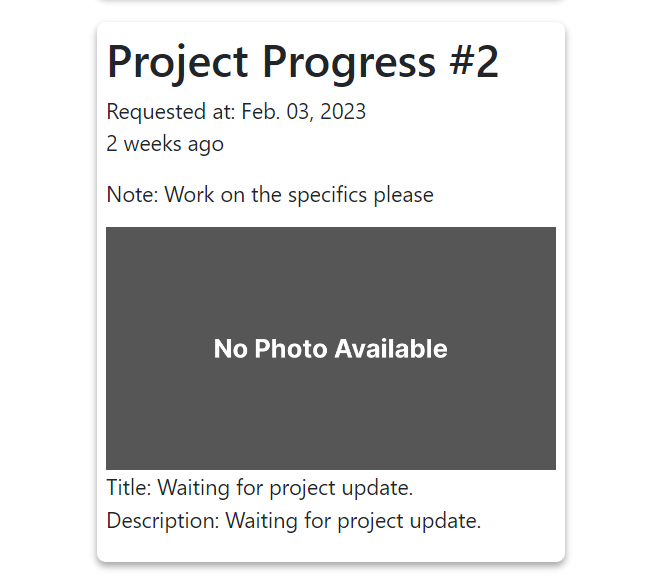 Project Progress #2
Requested at: Feb. 03, 2023
2 weeks ago
Note: Work on the specifics please
No Photo Available
Title: Waiting for project update.
Description: Waiting for project update.